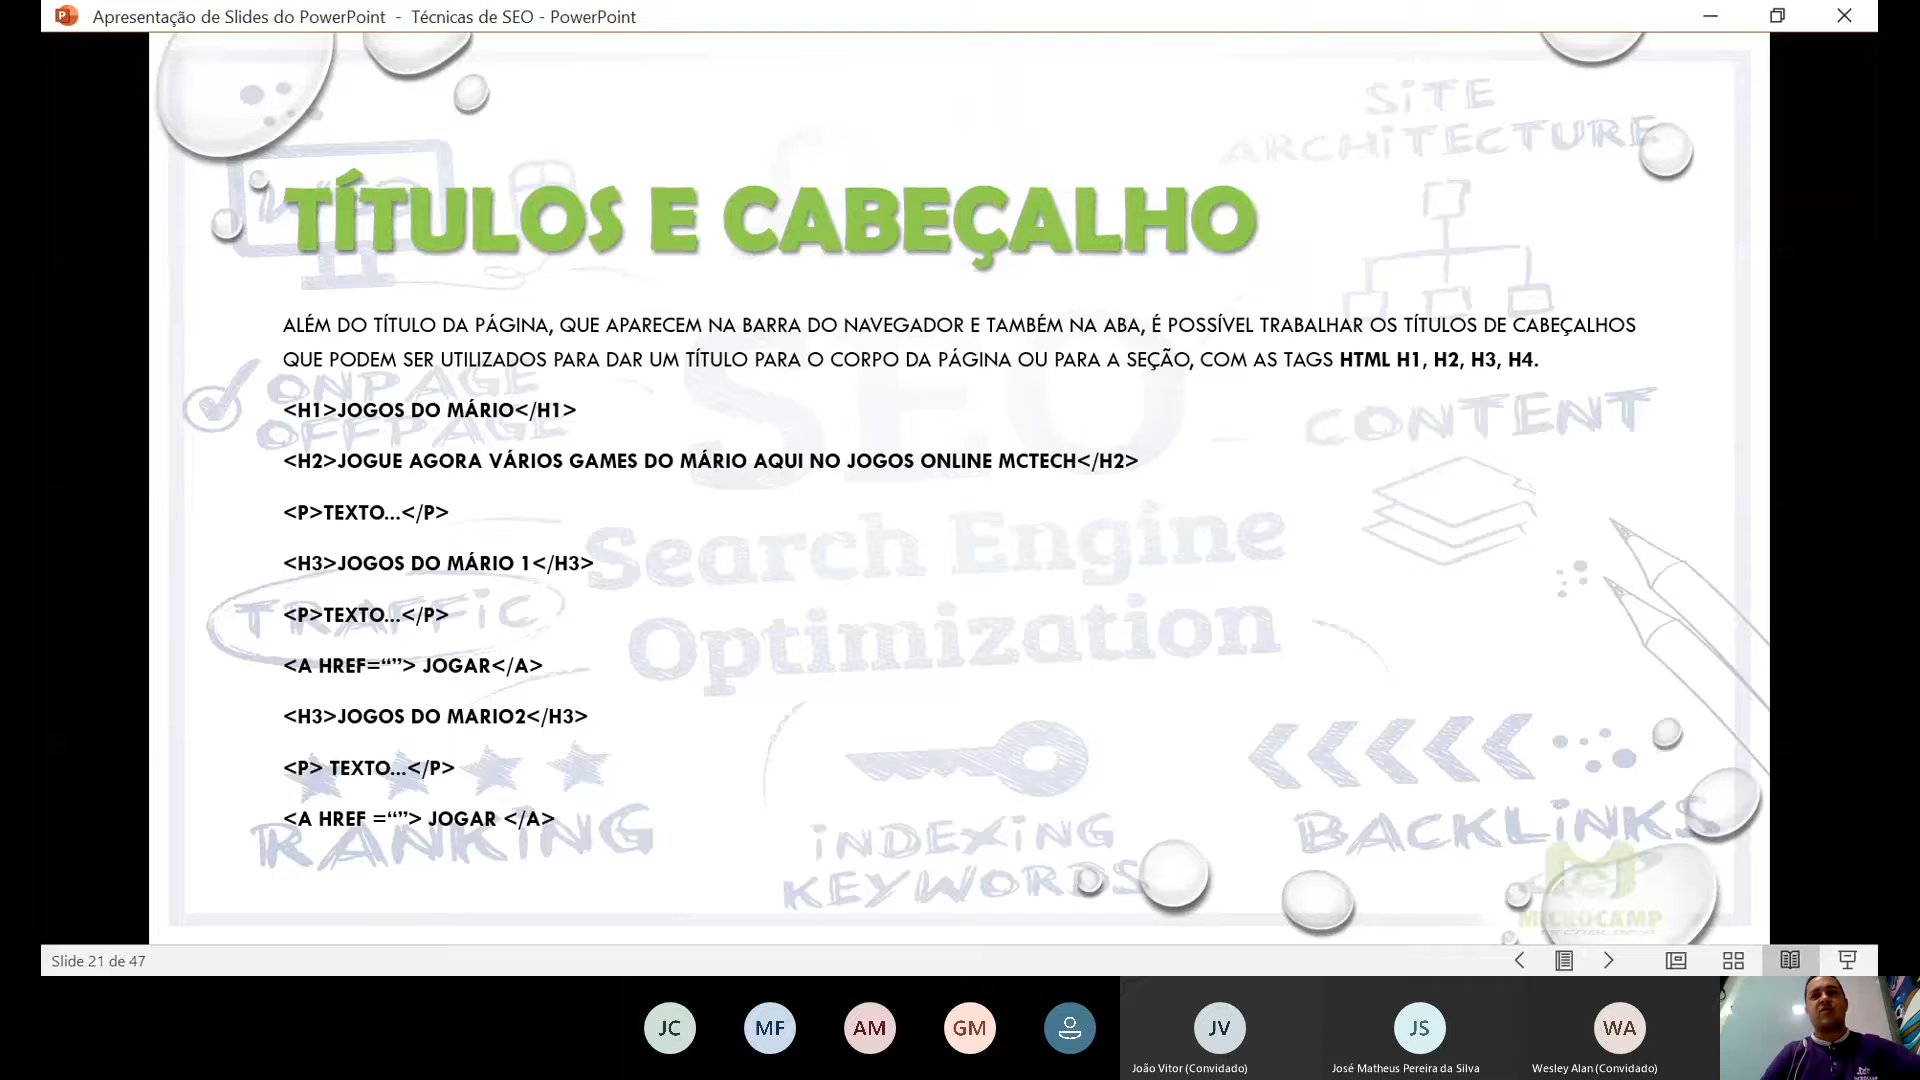 Apresentação de Slides do PowerPoint - Técnicas de SEO - PowerPoint
SiTE
ARCHiTECTURE
TÍTULOS E CABEÇALHO
ALÉM DO TÍTULO DA PÁGINA, QUE APARECEM NA BARRA DO NAVEGADOR E TAMBÉM NA ABA, É POSSÍVEL TRABALHAR OS TÍTULOS DE CABEÇALHOS
QUE PODEM SER UTILIZADOS PARA DAR UM TÍTULO PARA O CORPO DA PÁGINA OU PARA A SEÇÃO, COM AS TAGS HTML H1, H2, H3, H4.
ONPAGE
OFFPAGE
SEO
CONTENT
<H1>JOGOS DO MÁRIO</H1>
<H2>JOGUE AGORA VÁRIOS GAMES DO MÁRIO AQUI NO JOGOS ONLINE MCTECH</H2>
<P>TEXTO...</P>
Search Engine
<H3>JOGOS DO MÁRIO 1</H3>
TRAFFiC
<P>TEXTO...</P>
Optimization
<A HREF=“”> JOGAR</A>
<H3>JOGOS DO MARIO2</H3>
<P> TEXTO...</P>
<A HREF =“”> JOGAR </A>
RANKiNG
iNDEXiNG
KEYWORDS
BACKLiNKS
MICROCAMP
TECNOLOGIA
Slide 21 de 47
JC
MF
AM
GM
JV
JS
WA
João Vitor (Convidado)
José Matheus Pereira da Silva
Wesley Alan (Convidado)